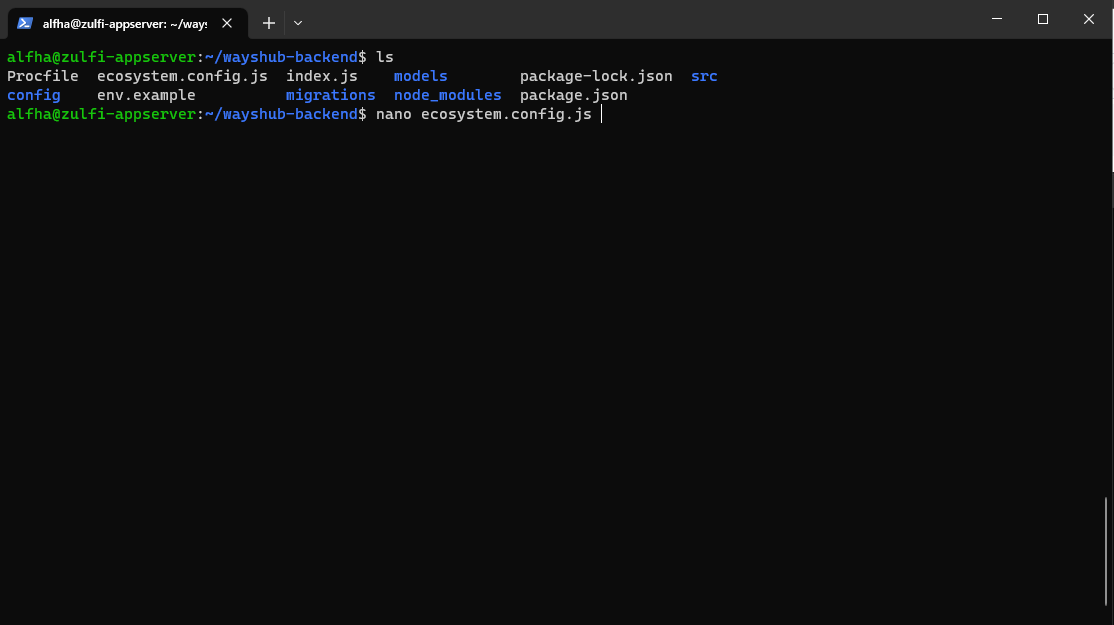 alfha@zulfi-appserver: ~/ways
alfha@zulfi-appserver:~/wayshub-backend$ ls
Procfile  ecosystem.config.js  index.js    models        package-lock.json  src
config    env.example          migrations  node_modules  package.json
alfha@zulfi-appserver:~/wayshub-backend$ nano ecosystem.config.js